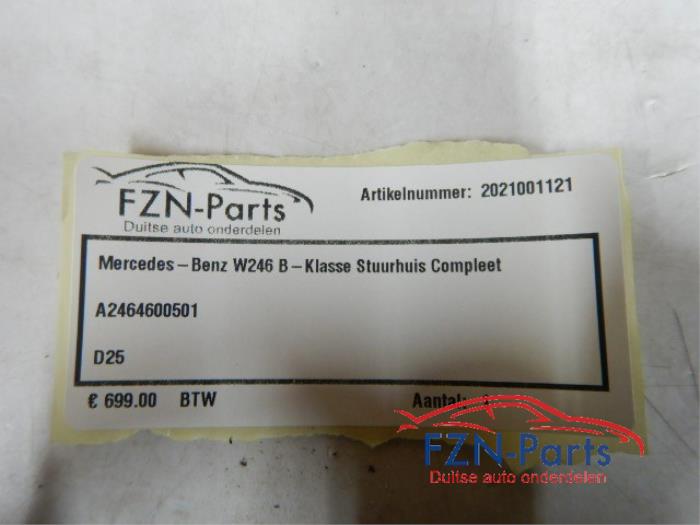 FZN-Parts
Duitse auto onderdelen
Artikelnummer: 2021001121
Mercedes-Benz W246 B-Klasse Stuurhuis Compleet
A2464600501
D25
€ 699.00 BTW
Aantal:
FZN-Parts
Duitse auto onderdelen